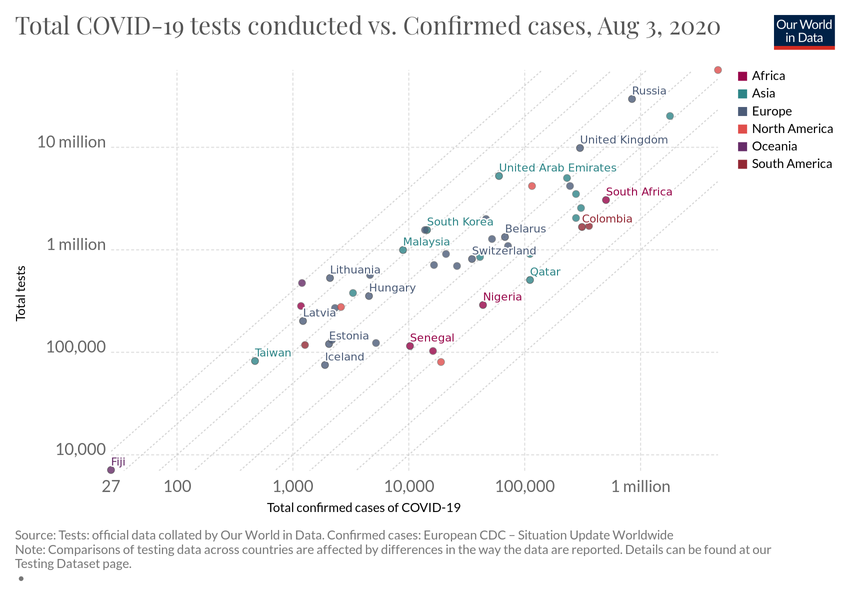 Total COVID-19 tests conducted vs. Confirmed cases, Aug 3, 2020
Our World
in Data
Africa
Asia
Europe
North America
Oceania
South America
Russia
10 million
United Kingdom
United Arab Emirates
South Africa
Colombia
South Korea
Belarus
1 million
Malaysia
Switzerland
Lithuania
Qatar
Total tests
Hungary
Nigeria
Latvia
Estonia
Senegal
100,000
Taiwan
Iceland
10,000
Fiji
27
100
1,000
10,000
100,000
1 million
Total confirmed cases of COVID-19
Source: Tests: official data collated by Our World in Data. Confirmed cases: European CDC – Situation Update Worldwide
Note: Comparisons of testing data across countries are affected by differences in the way the data are reported. Details can be found at our
Testing Dataset page.